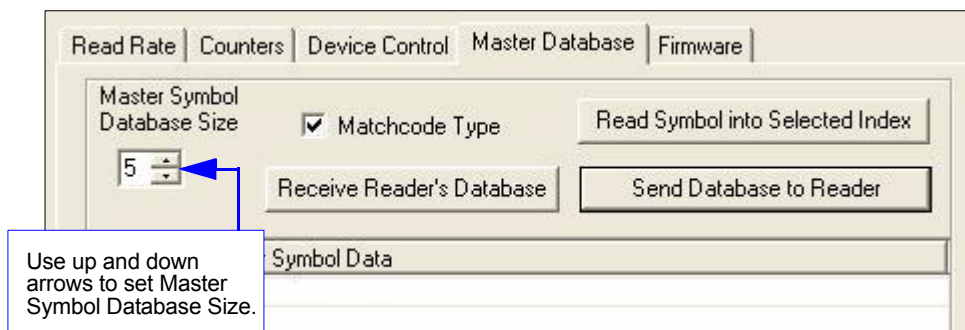 Read Rate Counters Device Control Master Database Firmware
Master Symbol
Database Size
Matchcode Type
Read Symbol into Selected Index
5
Receive Reader's Database
Send Database to Reader
Symbol Data
Use up and down
arrows to set Master
Symbol Database Size.